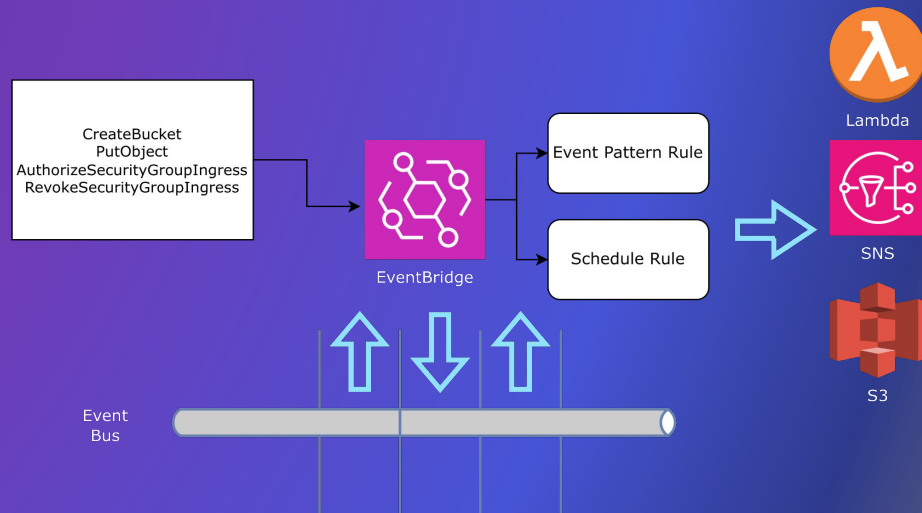 CreateBucket
PutObject
AuthorizeSecurityGroupIngress
RevokeSecurityGroupIngress
EventBridge
Event Pattern Rule
Schedule Rule
Lambda
SNS
S3
Event
Bus